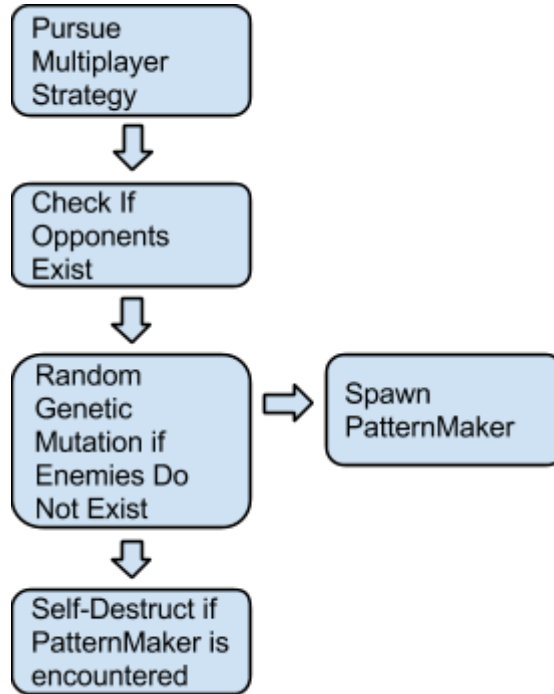 Pursue
Multiplayer
Strategy
Check If
Opponents
Exist
Random
Genetic
Mutation if
Enemies Do
Not Exist
Spawn
PatternMaker
Self-Destruct if
PatternMaker is
encountered